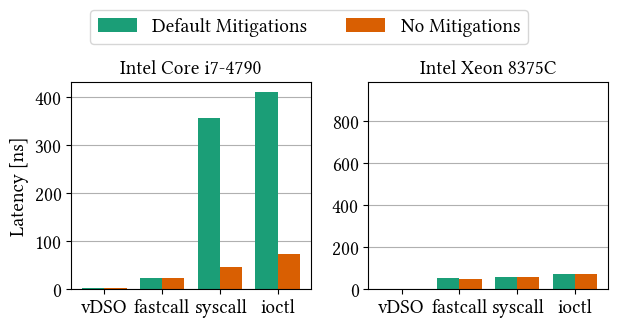 Default Mitigations No Mitigations
Intel Core i7-4790 Intel Xeon 8375C
Latency [ns]
400
300
200
100
0
vDSO fastcall syscall ioctl
800
600
400
200
0
vDSO fastcall syscall ioctl